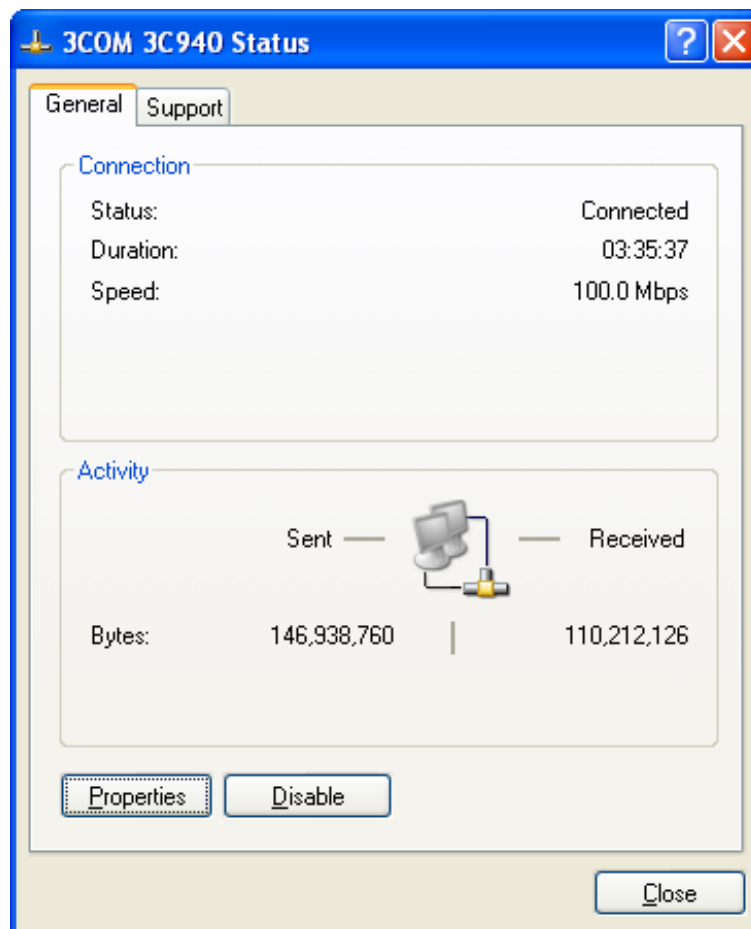 3COM 3C940 Status
General Support
Connection
Status: Connected
Duration: 03:35:37
Speed: 100.0 Mbps
Activity
Sent Received
Bytes: 146,938,760 110,212,126
Properties Disable
Close